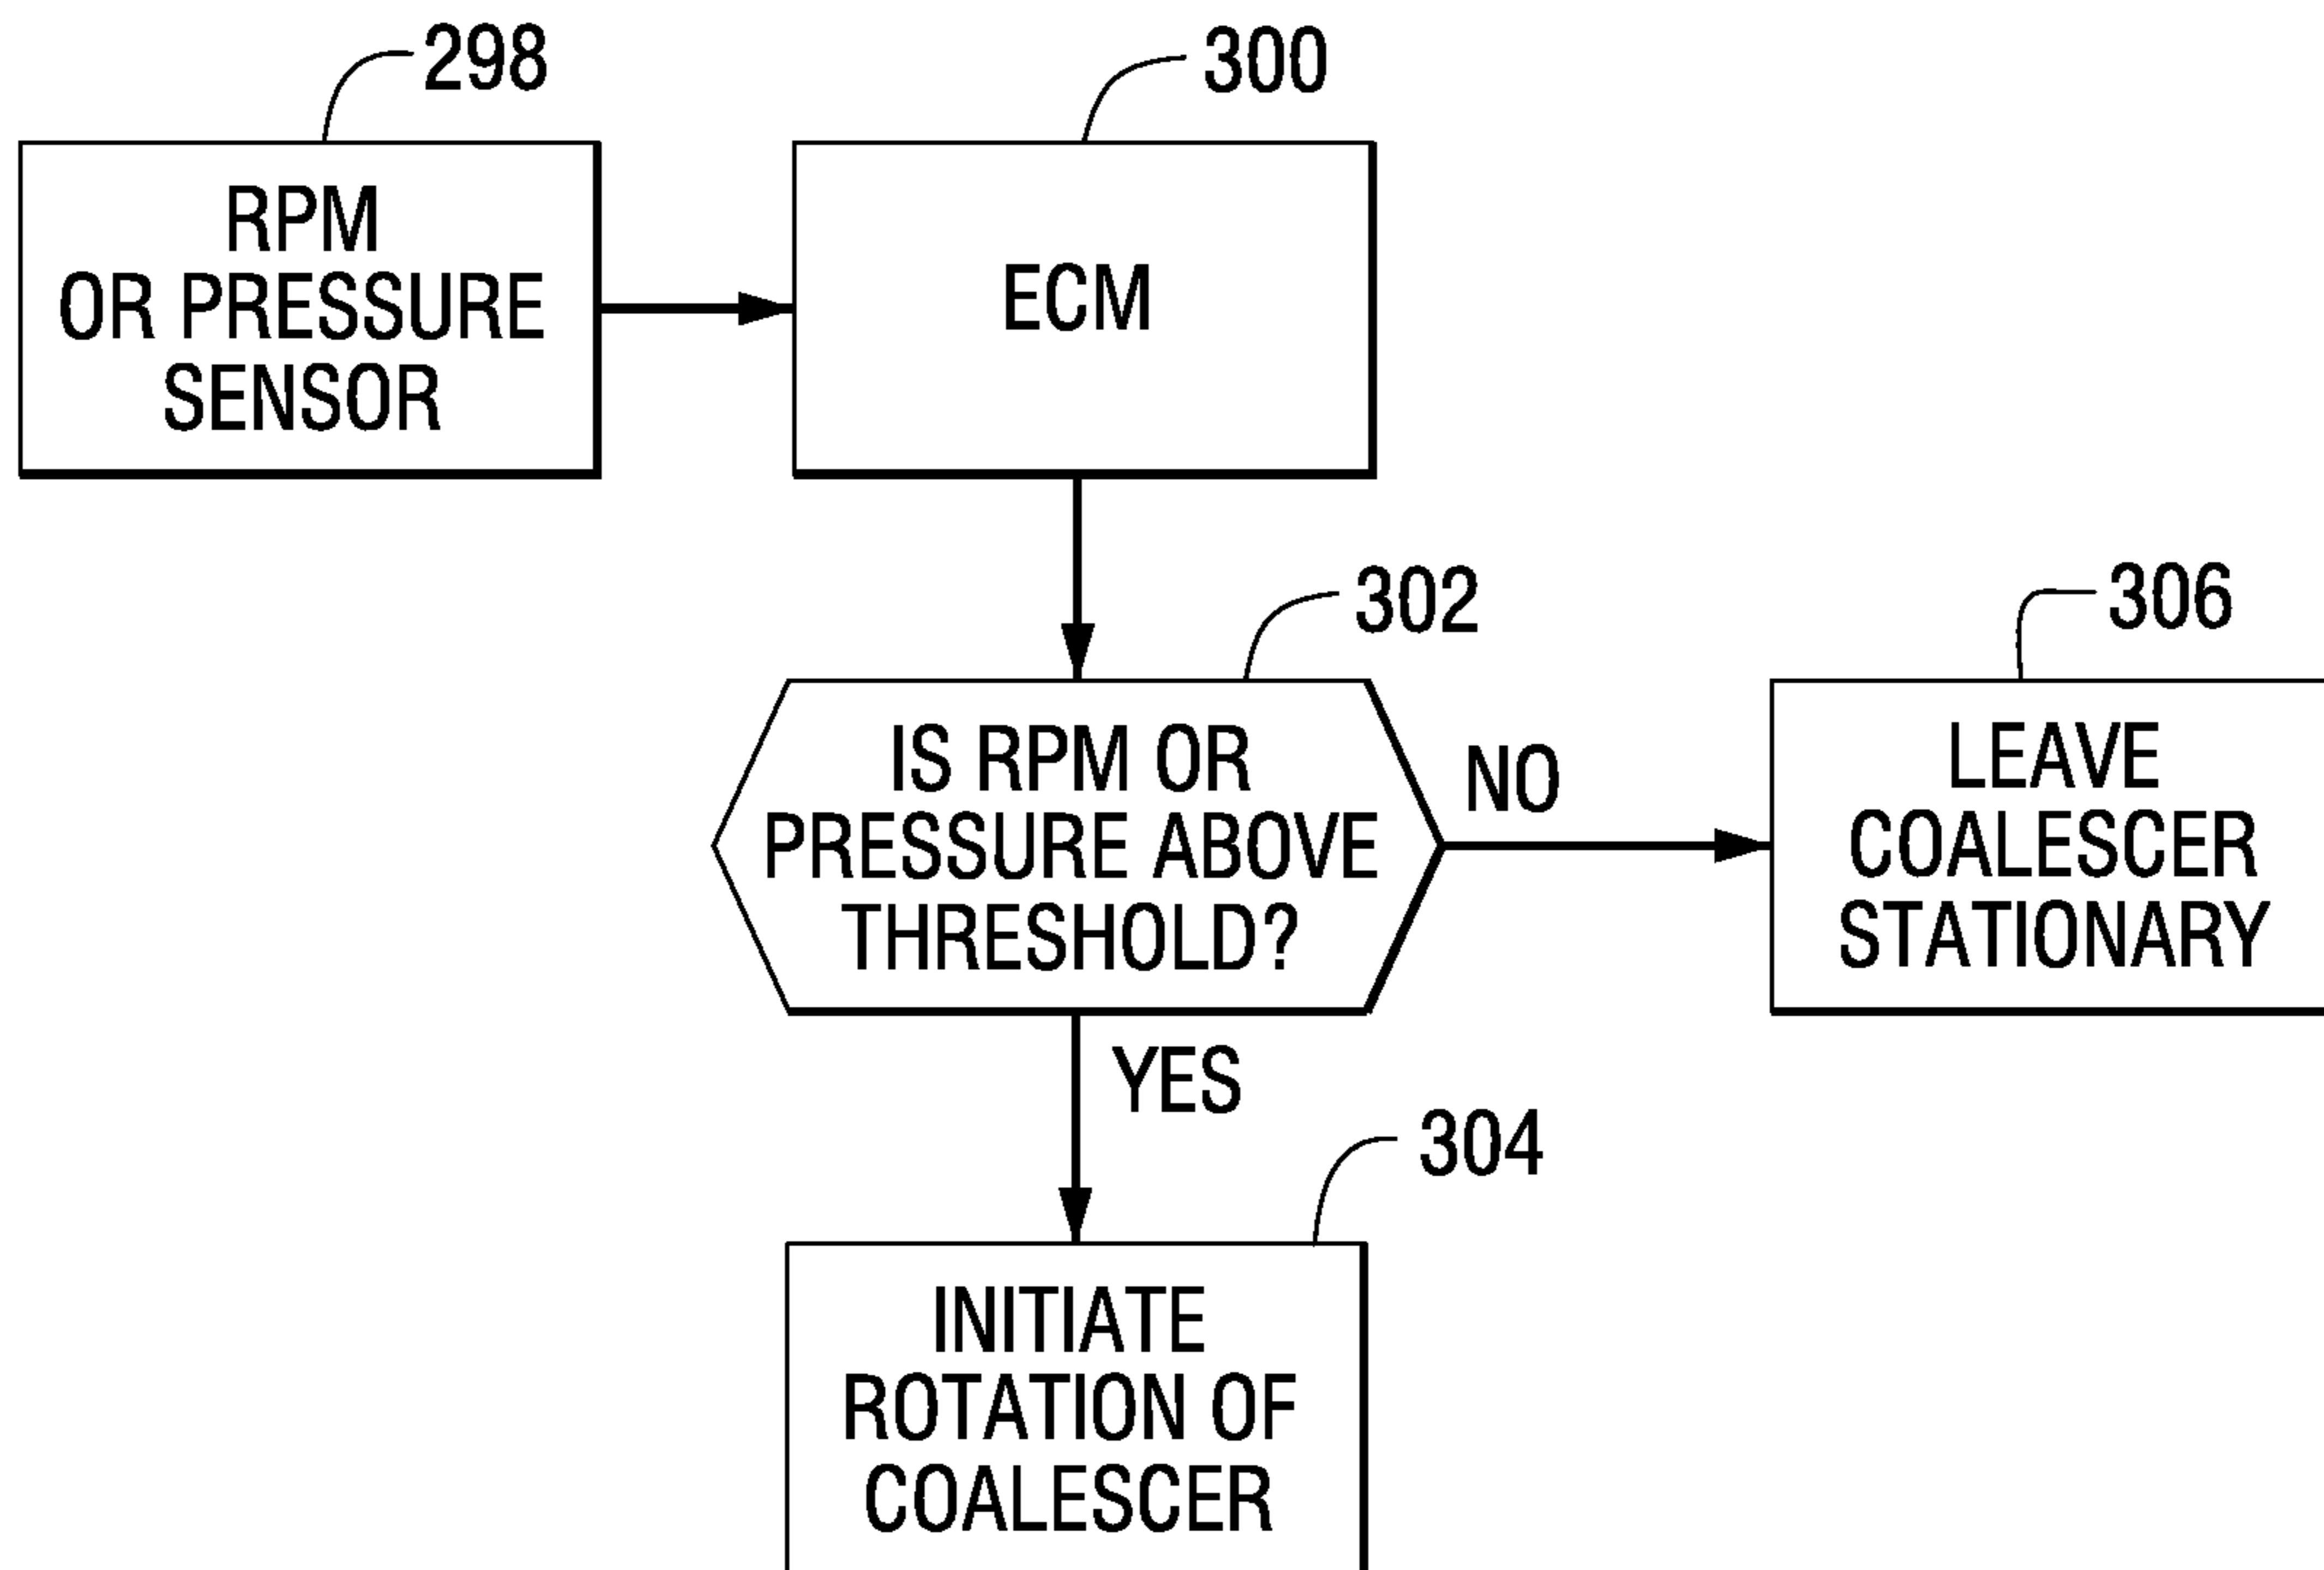 298
RPM
OR PRESSURE
SENSOR
300
ECM
302
IS RPM OR
PRESSURE ABOVE
THRESHOLD?
NO
306
LEAVE
COALESCER
STATIONARY
YES
304
INITIATE
ROTATION OF
COALESCER